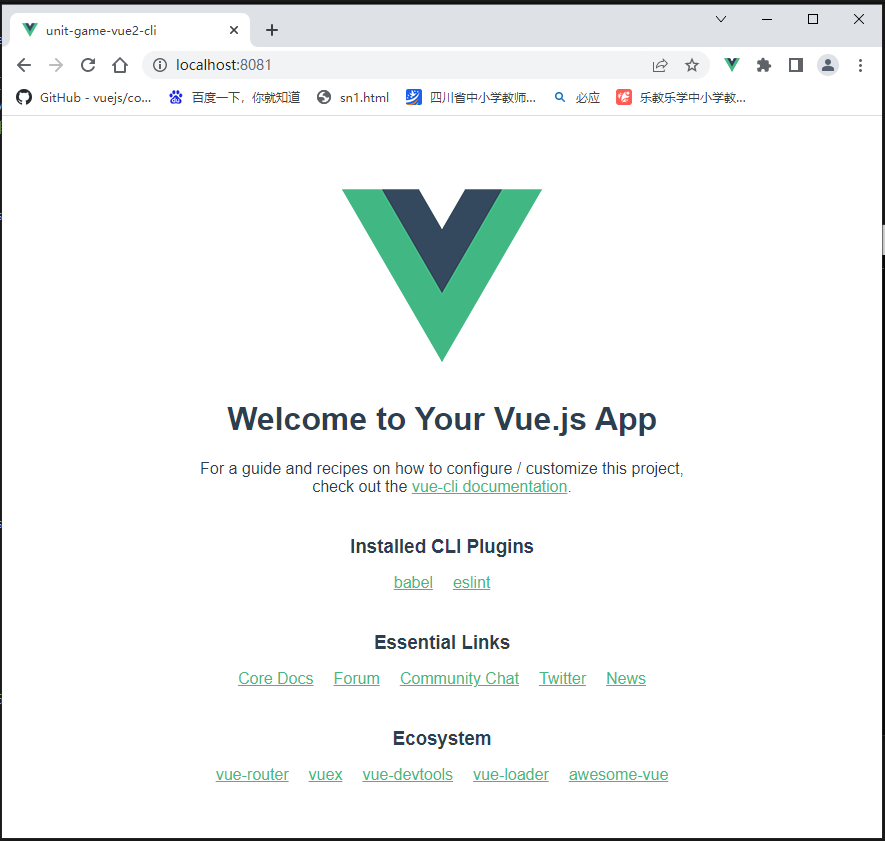 unit-game-vue2-cli
localhost:8081
GitHub - vuejs/co... 百度一下，你就知道 sn1.html 四川省中小学教师... 必应 乐教乐学中小学教...
Welcome to Your Vue.js App
For a guide and recipes on how to configure / customize this project,
check out the vue-cli documentation.
Installed CLI Plugins
babel eslint
Essential Links
Core Docs Forum Community Chat Twitter News
Ecosystem
vue-router vuex vue-devtools vue-loader awesome-vue